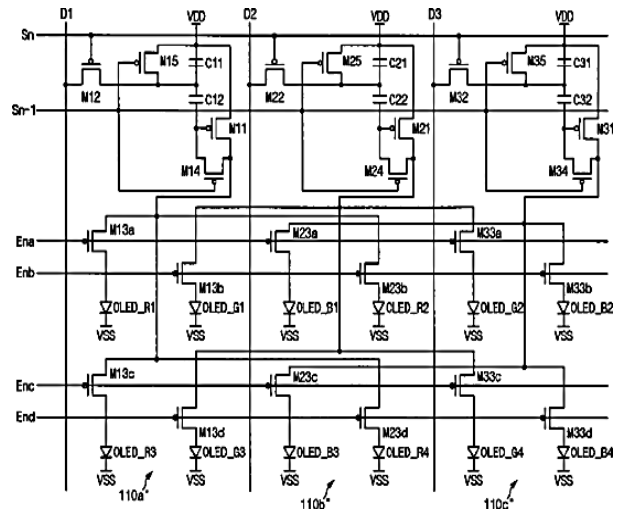 D1 VDD D2 VDD D3 VDD
Sn
M15 C11 M25 C21 M35 C31
M12 C12 M22 C22 M32 C32
Sn-1
M11 M21 M31
M14 M24 M34
Ena M13a M23a M33a
Enb M13b M23b M33b
OLED_R1 OLED_G1 OLED_B1 OLED_R2 OLED_G2 OLED_B2
VSS VSS VSS VSS VSS VSS
Enc M13c M23c M33c
End M13d M23d M33d
OLED_R3 OLED_G3 OLED_B3 OLED_R4 OLED_G4 OLED_B4
VSS VSS VSS VSS VSS VSS
110a" 110b" 110c"